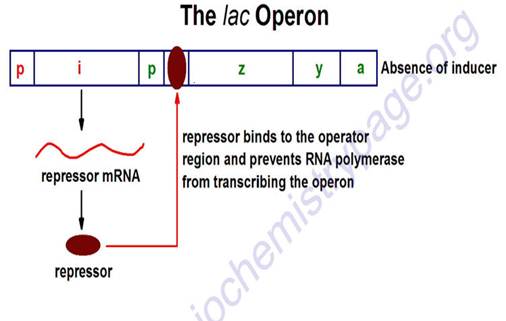 The lac Operon
p i p z y a Absence of inducer
repressor binds to the operator
region and prevents RNA polymerase
from transcribing the operon
repressor mRNA
repressor
iochemistrypage.org